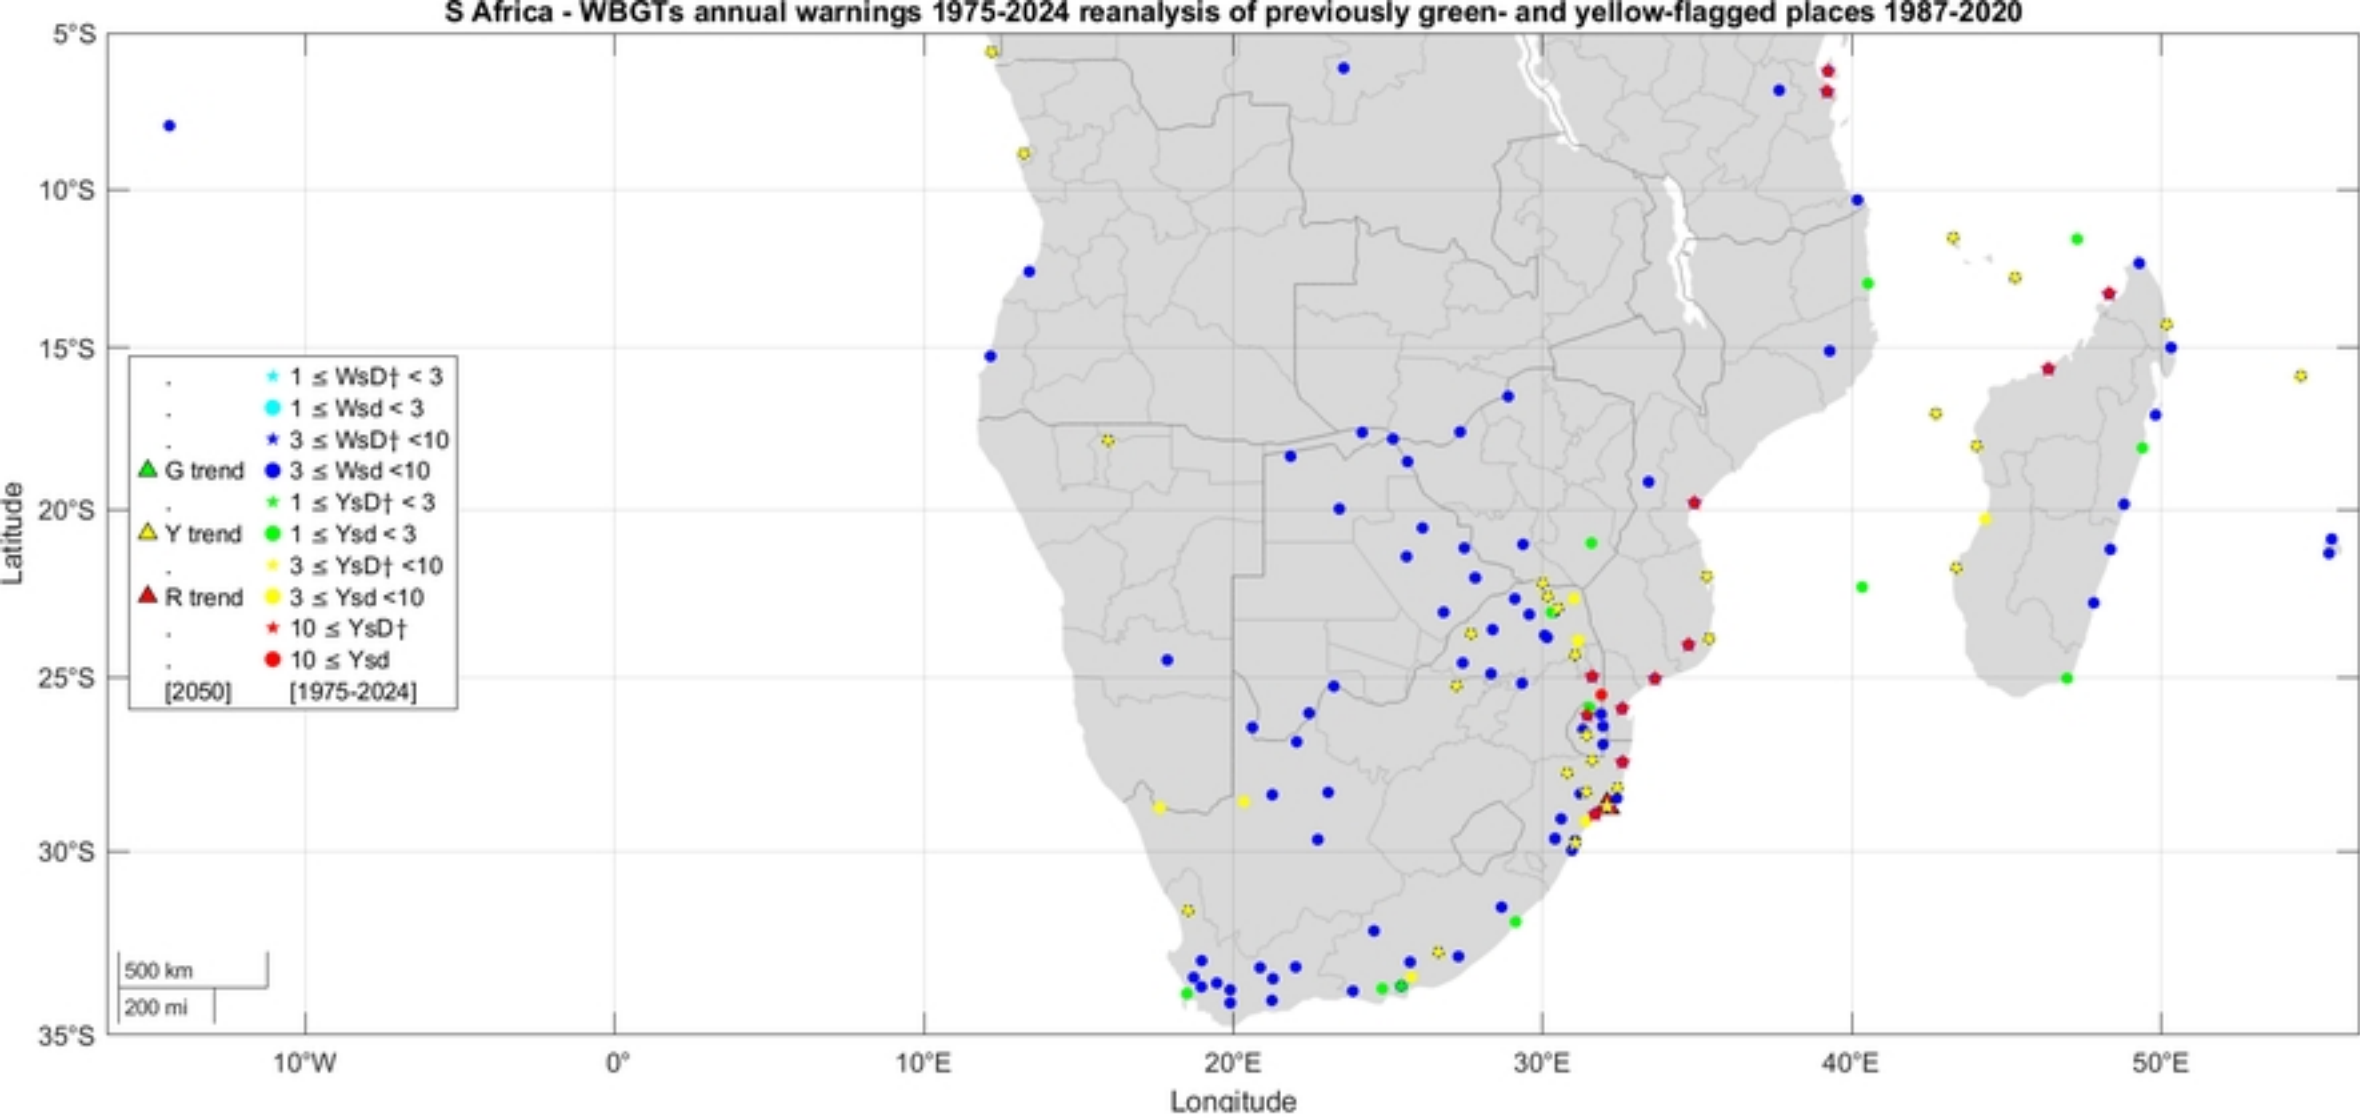 S Africa - WBGTs annual warnings 1975-2024 reanalysis of previously green- and yellow-flagged places 1987-2020
5°S
10°S
15°S
20°S
25°S
30°S
35°S
Latitude
. 1 ≤ WsD† < 3
. 1 ≤ Wsd < 3
. 3 ≤ WsD† <10
G trend 3 ≤ Wsd <10
. 1 ≤ YsD† < 3
Y trend 1 ≤ Ysd < 3
. 3 ≤ YsD† <10
R trend 3 ≤ Ysd <10
. 10 ≤ YsD†
. 10 ≤ Ysd
[2050] [1975-2024]
500 km
200 mi
10°W 0° 10°E 20°E 30°E 40°E 50°E
Longitude